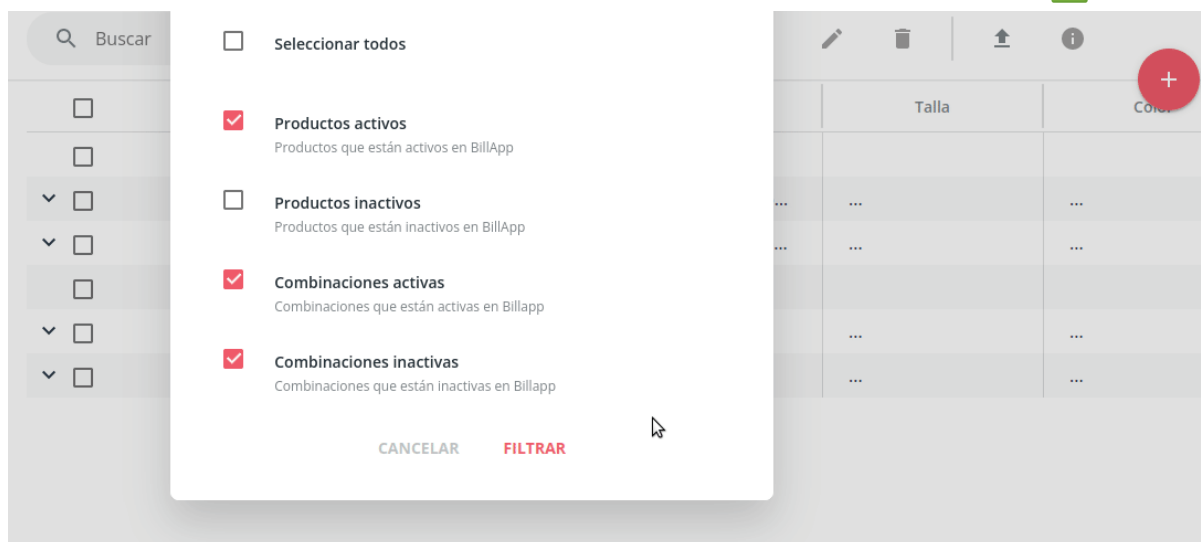 Buscar
Seleccionar todos
Talla
Color
Productos activos
Productos que están activos en BillApp
Productos inactivos
Productos que están inactivos en BillApp
...
...
...
Combinaciones activas
...
...
...
Combinaciones que están activas en Billapp
Combinaciones inactivas
...
...
Combinaciones que están inactivas en Billapp
...
...
CANCELAR
FILTRAR